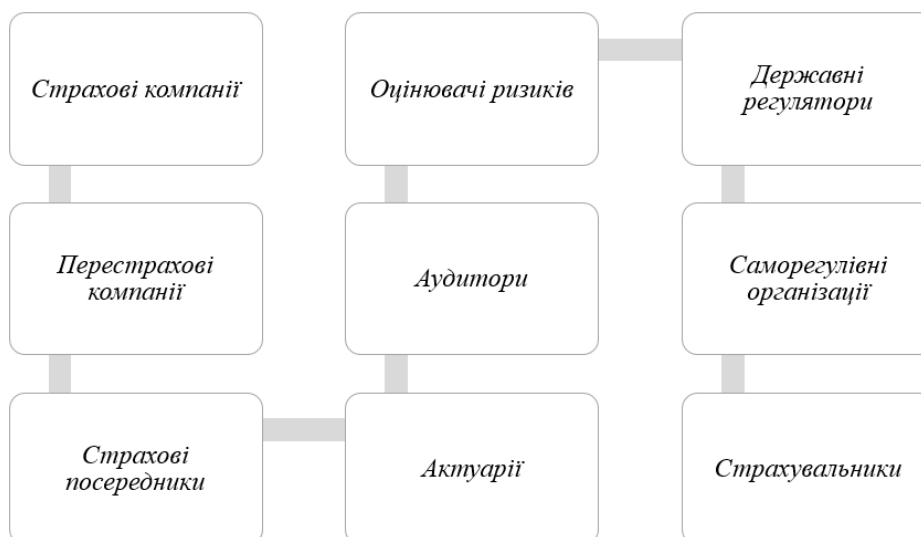 Страхові компанії
Перестрахові
компанії
Страхові
посередники
Актуарії
Аудитори
Оцінювачі ризиків
Державні
регулятори
Саморегулівні
організації
Страхувальники